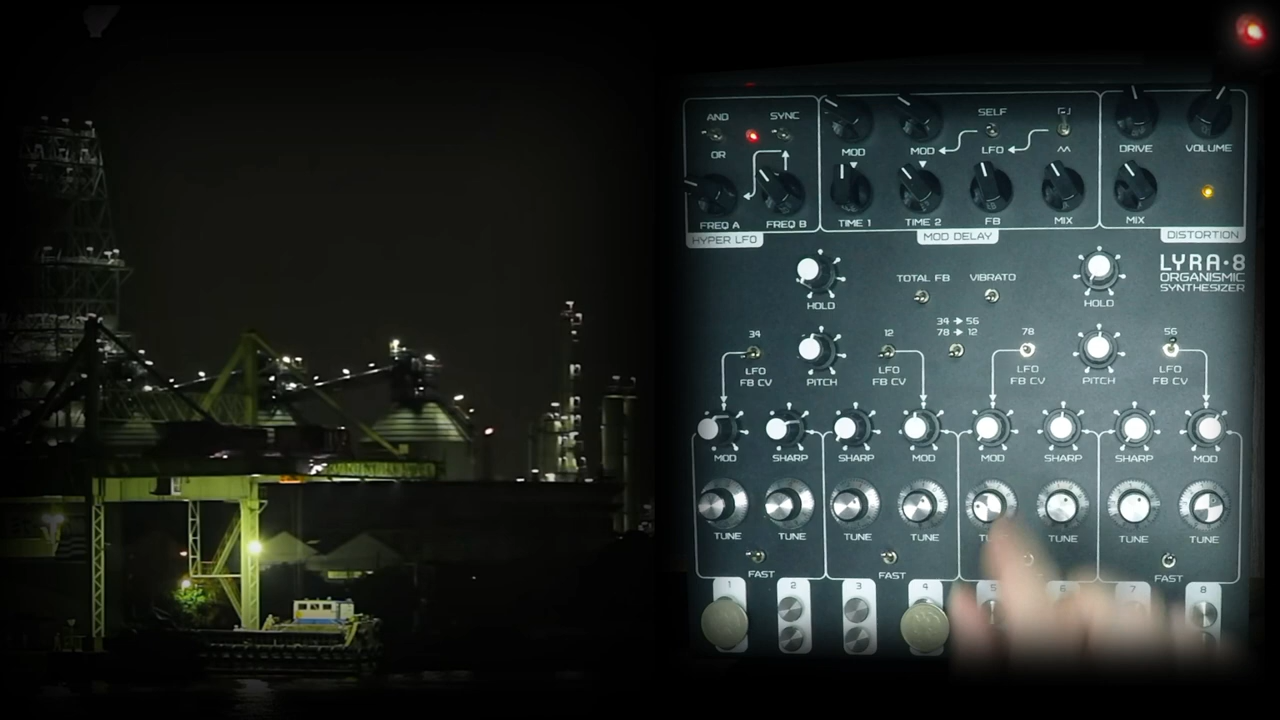 AND SYNC
OR
FREQ A FREQ B
HYPER LFO
SELF
MOD MOD LFO
TIME 1 TIME 2 FB MIX
MOD DELAY
DRIVE VOLUME
MIX
DISTORTION
LYRA-8
ORGANISMIC
SYNTHESIZER
HOLD TOTAL FB VIBRATO HOLD
34 → 56
78 → 12
34 12 78 56
LFO LFO LFO LFO
FB CV FB CV FB CV FB CV
PITCH PITCH
MOD SHARP SHARP MOD MOD SHARP SHARP MOD
TUNE TUNE TUNE TUNE TUNE TUNE TUNE
FAST FAST FAST
1 2 3 4 5 6 7 8